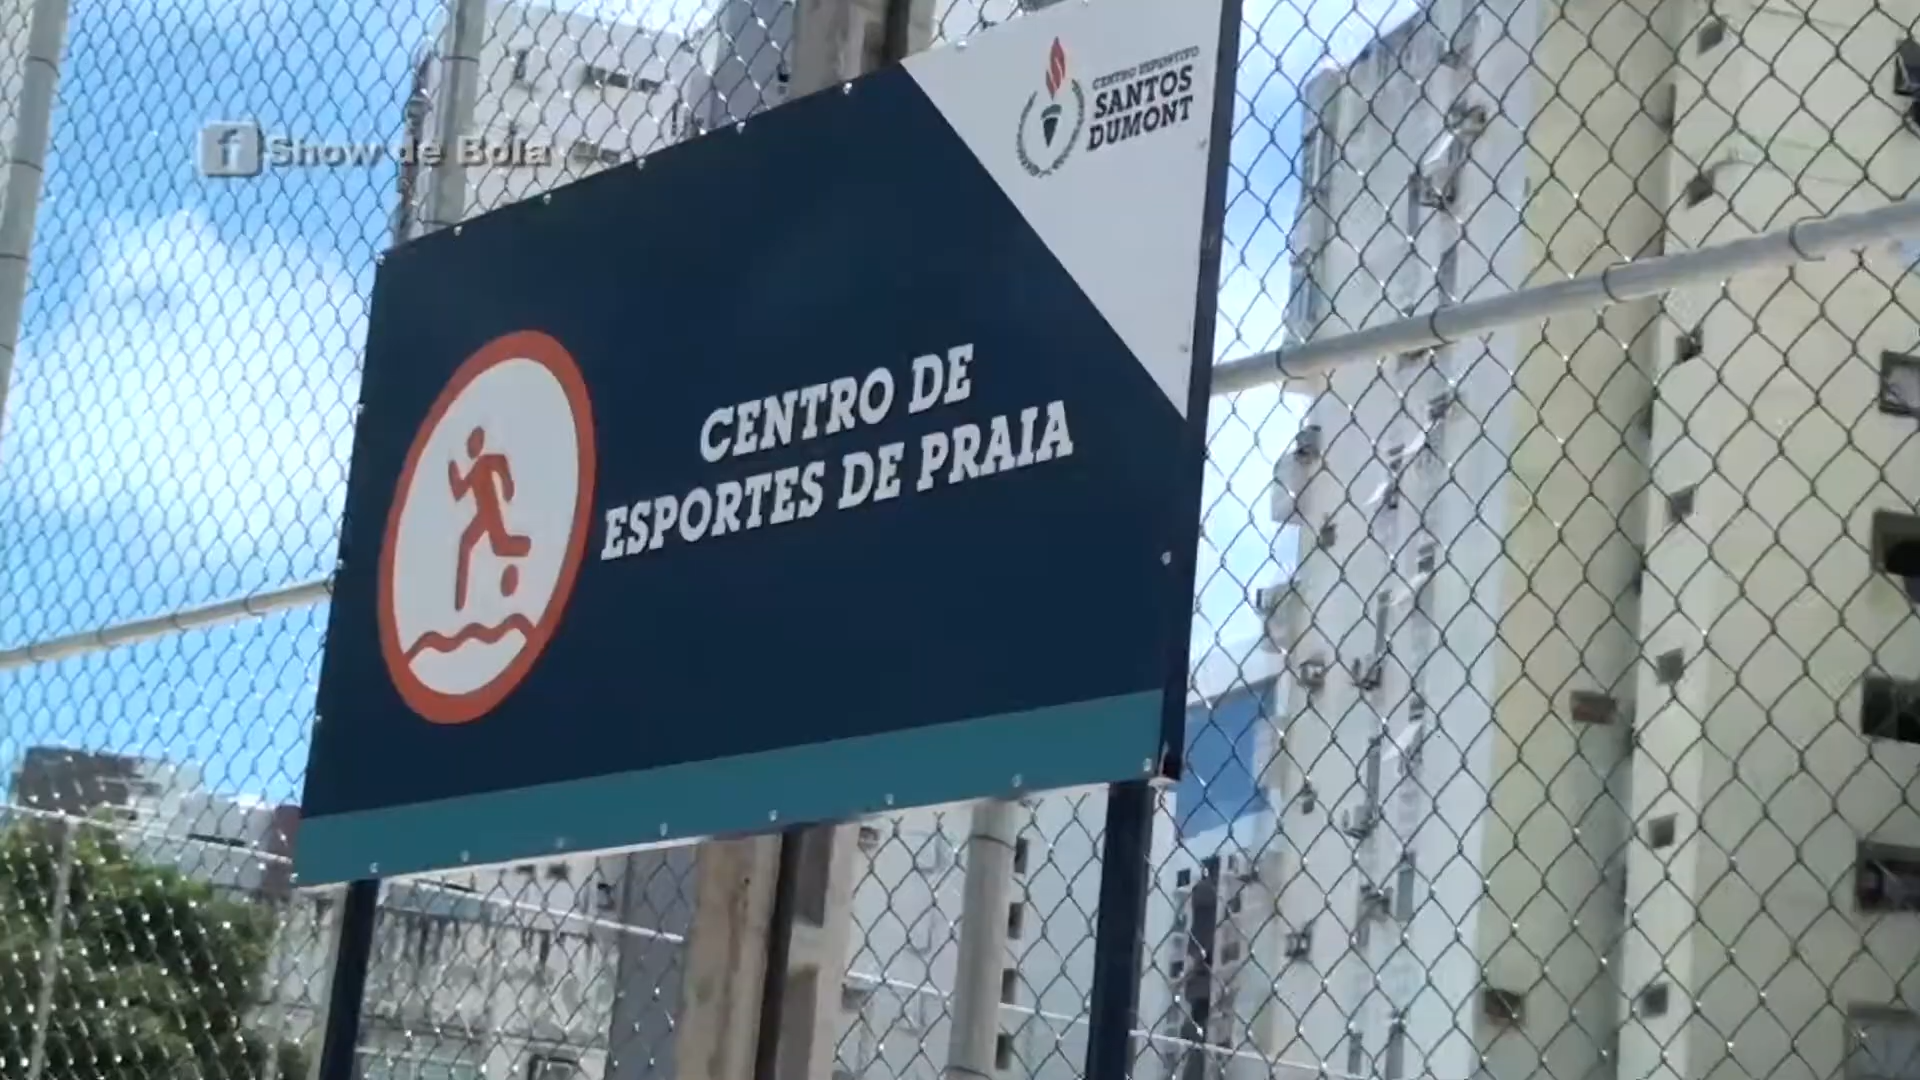 f Show de Bola
CENTRO ESPORTIVO
SANTOS
DUMONT
CENTRO DE
ESPORTES DE PRAIA